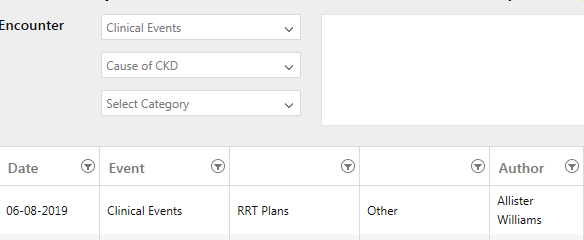 Encounter
Clinical Events
Cause of CKD
Select Category
Date Event Author
06-08-2019 Clinical Events RRT Plans Other Allister
Williams